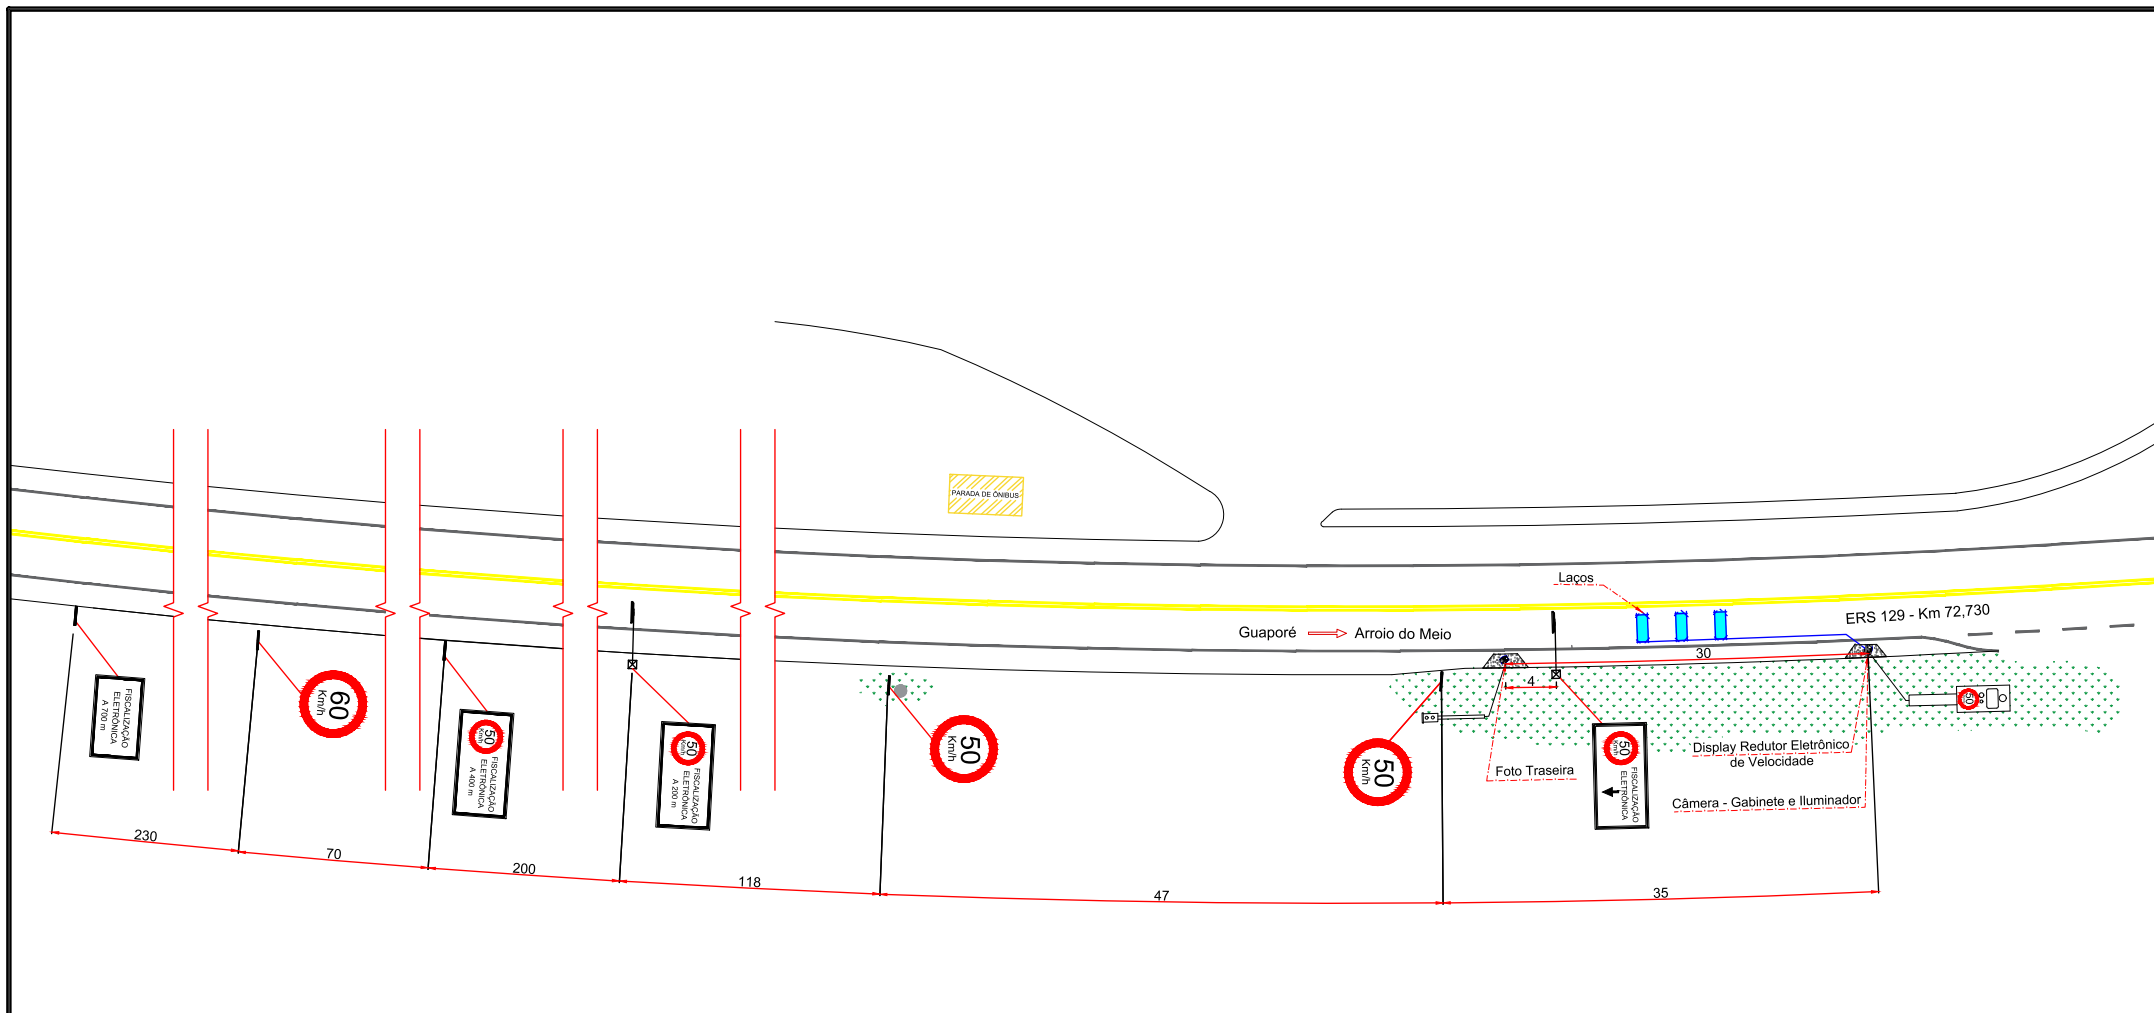 PARADA DE ÔNIBUS
Laços
ERS 129 - Km 72,730
Guaporé
Arroio do Meio
30
4
FISCALIZAÇÃO
ELETRÔNICA
A 700 m
60
Km/h
50
Km/h
FISCALIZAÇÃO
ELETRÔNICA
A 400 m
50
Km/h
FISCALIZAÇÃO
ELETRÔNICA
A 200 m
50
Km/h
50
Km/h
50
Km/h
FISCALIZAÇÃO
ELETRÔNICA
50
Foto Traseira
Display Redutor Eletrônico
de Velocidade
Câmera - Gabinete e Iluminador
230
70
200
118
47
35